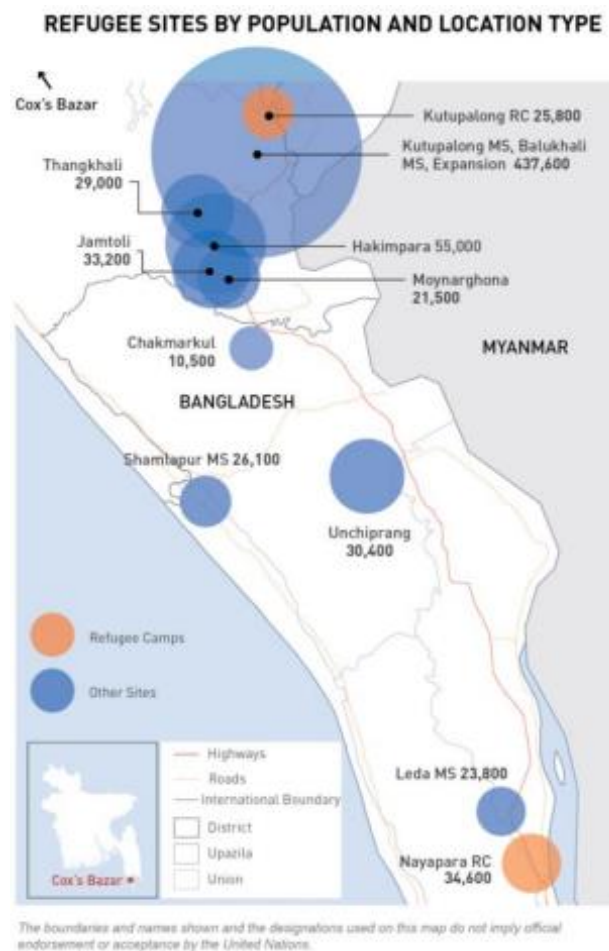 REFUGEE SITES BY POPULATION AND LOCATION TYPE
Cox's Bazar
Kutupalong RC 25,800
Kutupalong MS, Balukhali
MS, Expansion 437,600
Thangkhali
29,000
Jamtoli
33,200
Hakimpara 55,000
Moynarghona
21,500
Chakmarkul
10,500
MYANMAR
BANGLADESH
Shamlapur MS 26,100
Unchiprang
30,400
Refugee Camps
Other Sites
Highways
Roads
International Boundary
District
Upazila
Union
Cox's Bazar
Leda MS 23,800
Nayapara RC
34,600
The boundaries and names shown and the designations used on this map do not imply official
endorsement or acceptance by the United Nations.